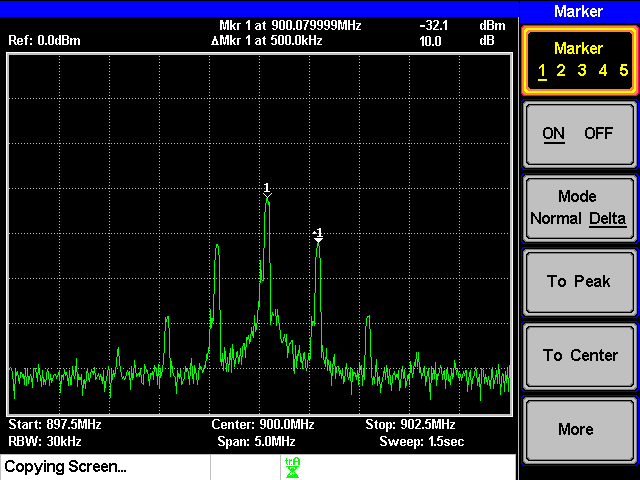 Marker
Mkr 1 at 900.079999MHz -32.1 dBm
Ref: 0.0dBm ΔMkr 1 at 500.0kHz 10.0 dB
Marker
1 2 3 4 5
ON OFF
Mode
Normal Delta
1
1
To Peak
To Center
More
Start: 897.5MHz Center: 900.0MHz Stop: 902.5MHz
RBW: 30kHz Span: 5.0MHz Sweep: 1.5sec
Copying Screen... trA